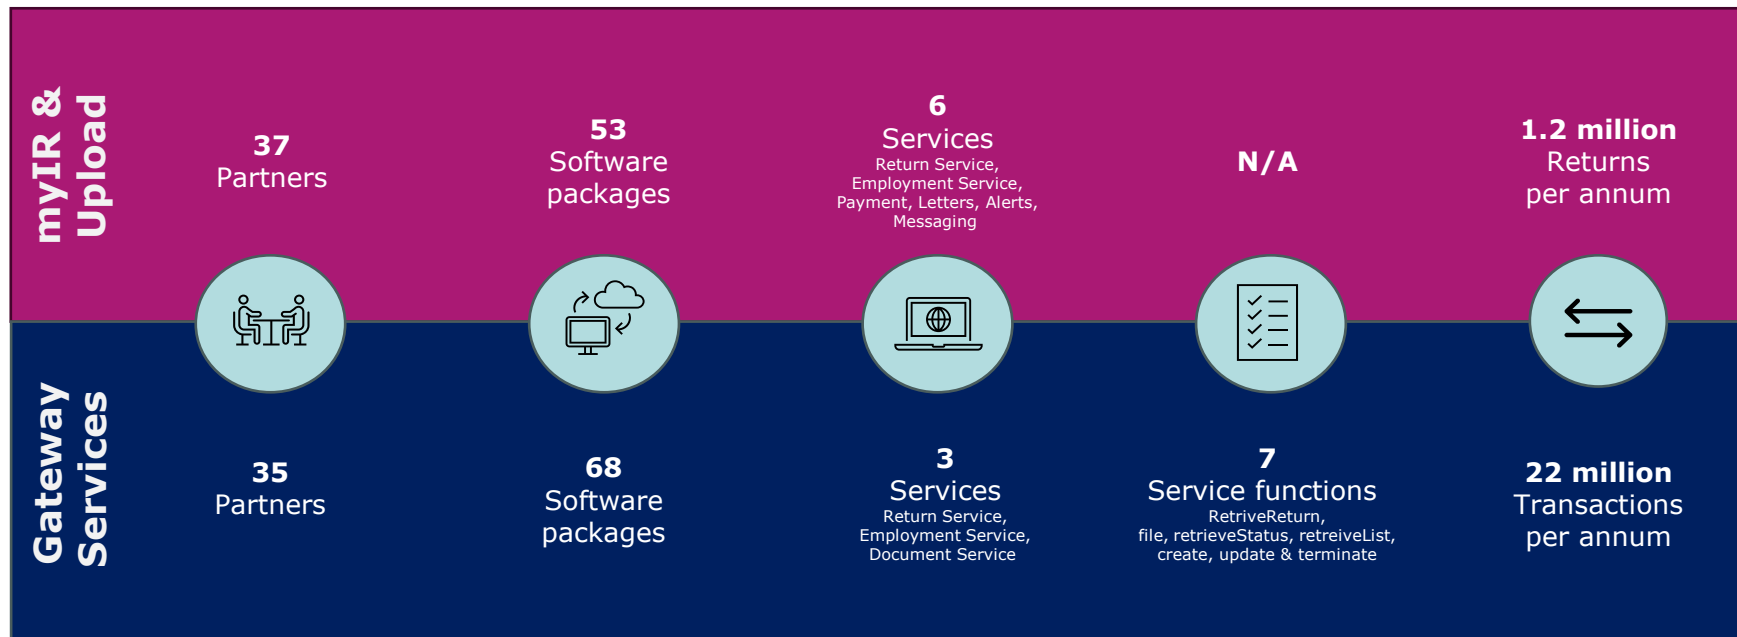 myIR &
Upload
37
Partners
53
Software
packages
6
Services
Return Service,
Employment Service,
Payment, Letters, Alerts,
Messaging
N/A
1.2 million
Returns
per annum
Gateway
Services
35
Partners
68
Software
packages
3
Services
Return Service,
Employment Service,
Document Service
7
Service functions
RetriveReturn,
file, retrieveStatus, retreiveList,
create, update & terminate
22 million
Transactions
per annum